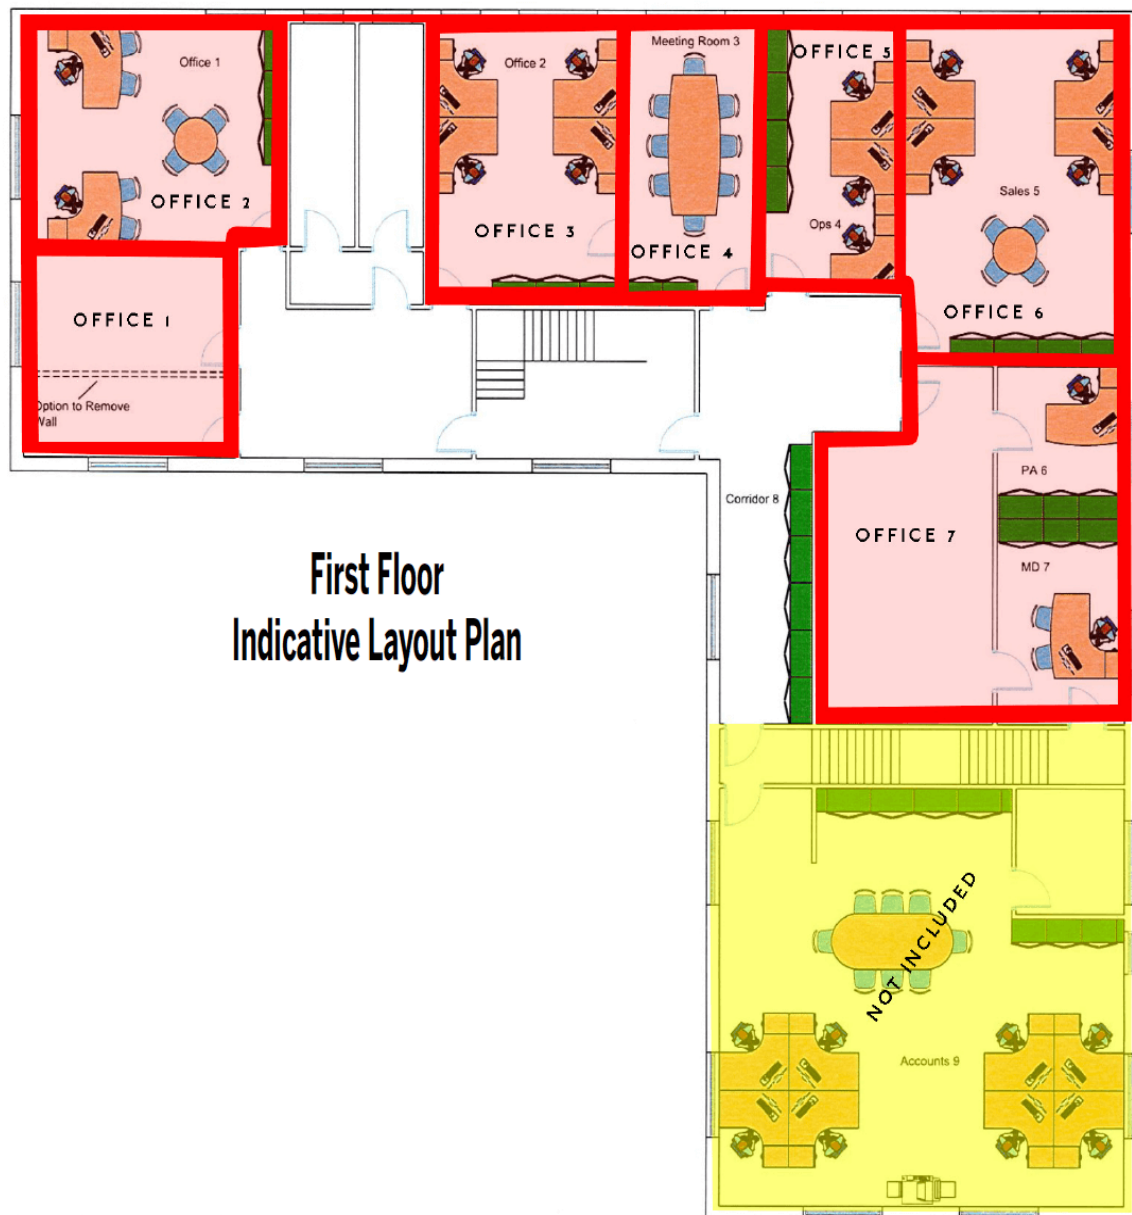 Office 1
OFFICE 2
OFFICE 1
Option to Remove
Wall
Office 2
OFFICE 3
Meeting Room 3
OFFICE 4
OFFICE 5
Ops 4
Sales 5
OFFICE 6
PA 6
OFFICE 7
MD 7
Corridor 8
First Floor
Indicative Layout Plan
NOT INCLUDED
Accounts 9